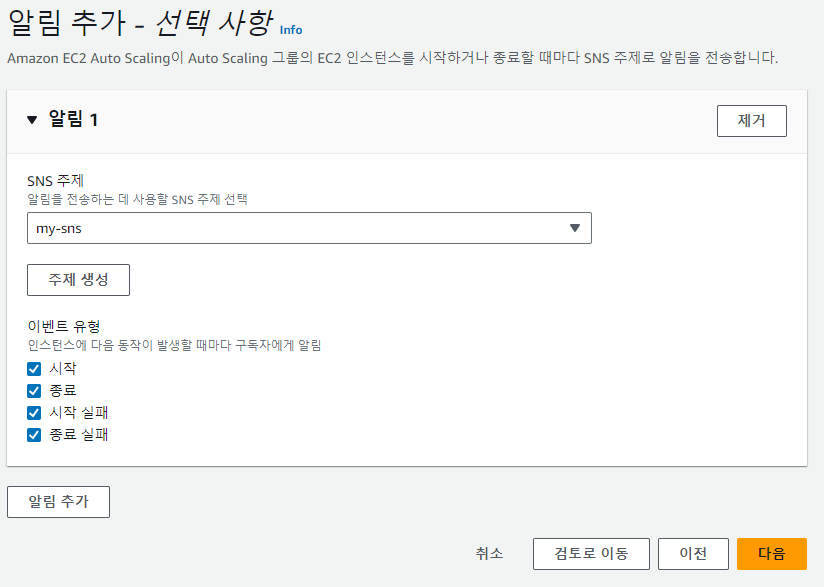 알림 추가 - 선택 사항 Info
Amazon EC2 Auto Scaling이 Auto Scaling 그룹의 EC2 인스턴스를 시작하거나 종료할 때마다 SNS 주제로 알림을 전송합니다.
알림 1
제거
SNS 주제
알림을 전송하는 데 사용할 SNS 주제 선택
my-sns
주제 생성
이벤트 유형
인스턴스에 다음 동작이 발생할 때마다 구독자에게 알림
시작
종료
시작 실패
종료 실패
알림 추가
취소
검토로 이동
이전
다음